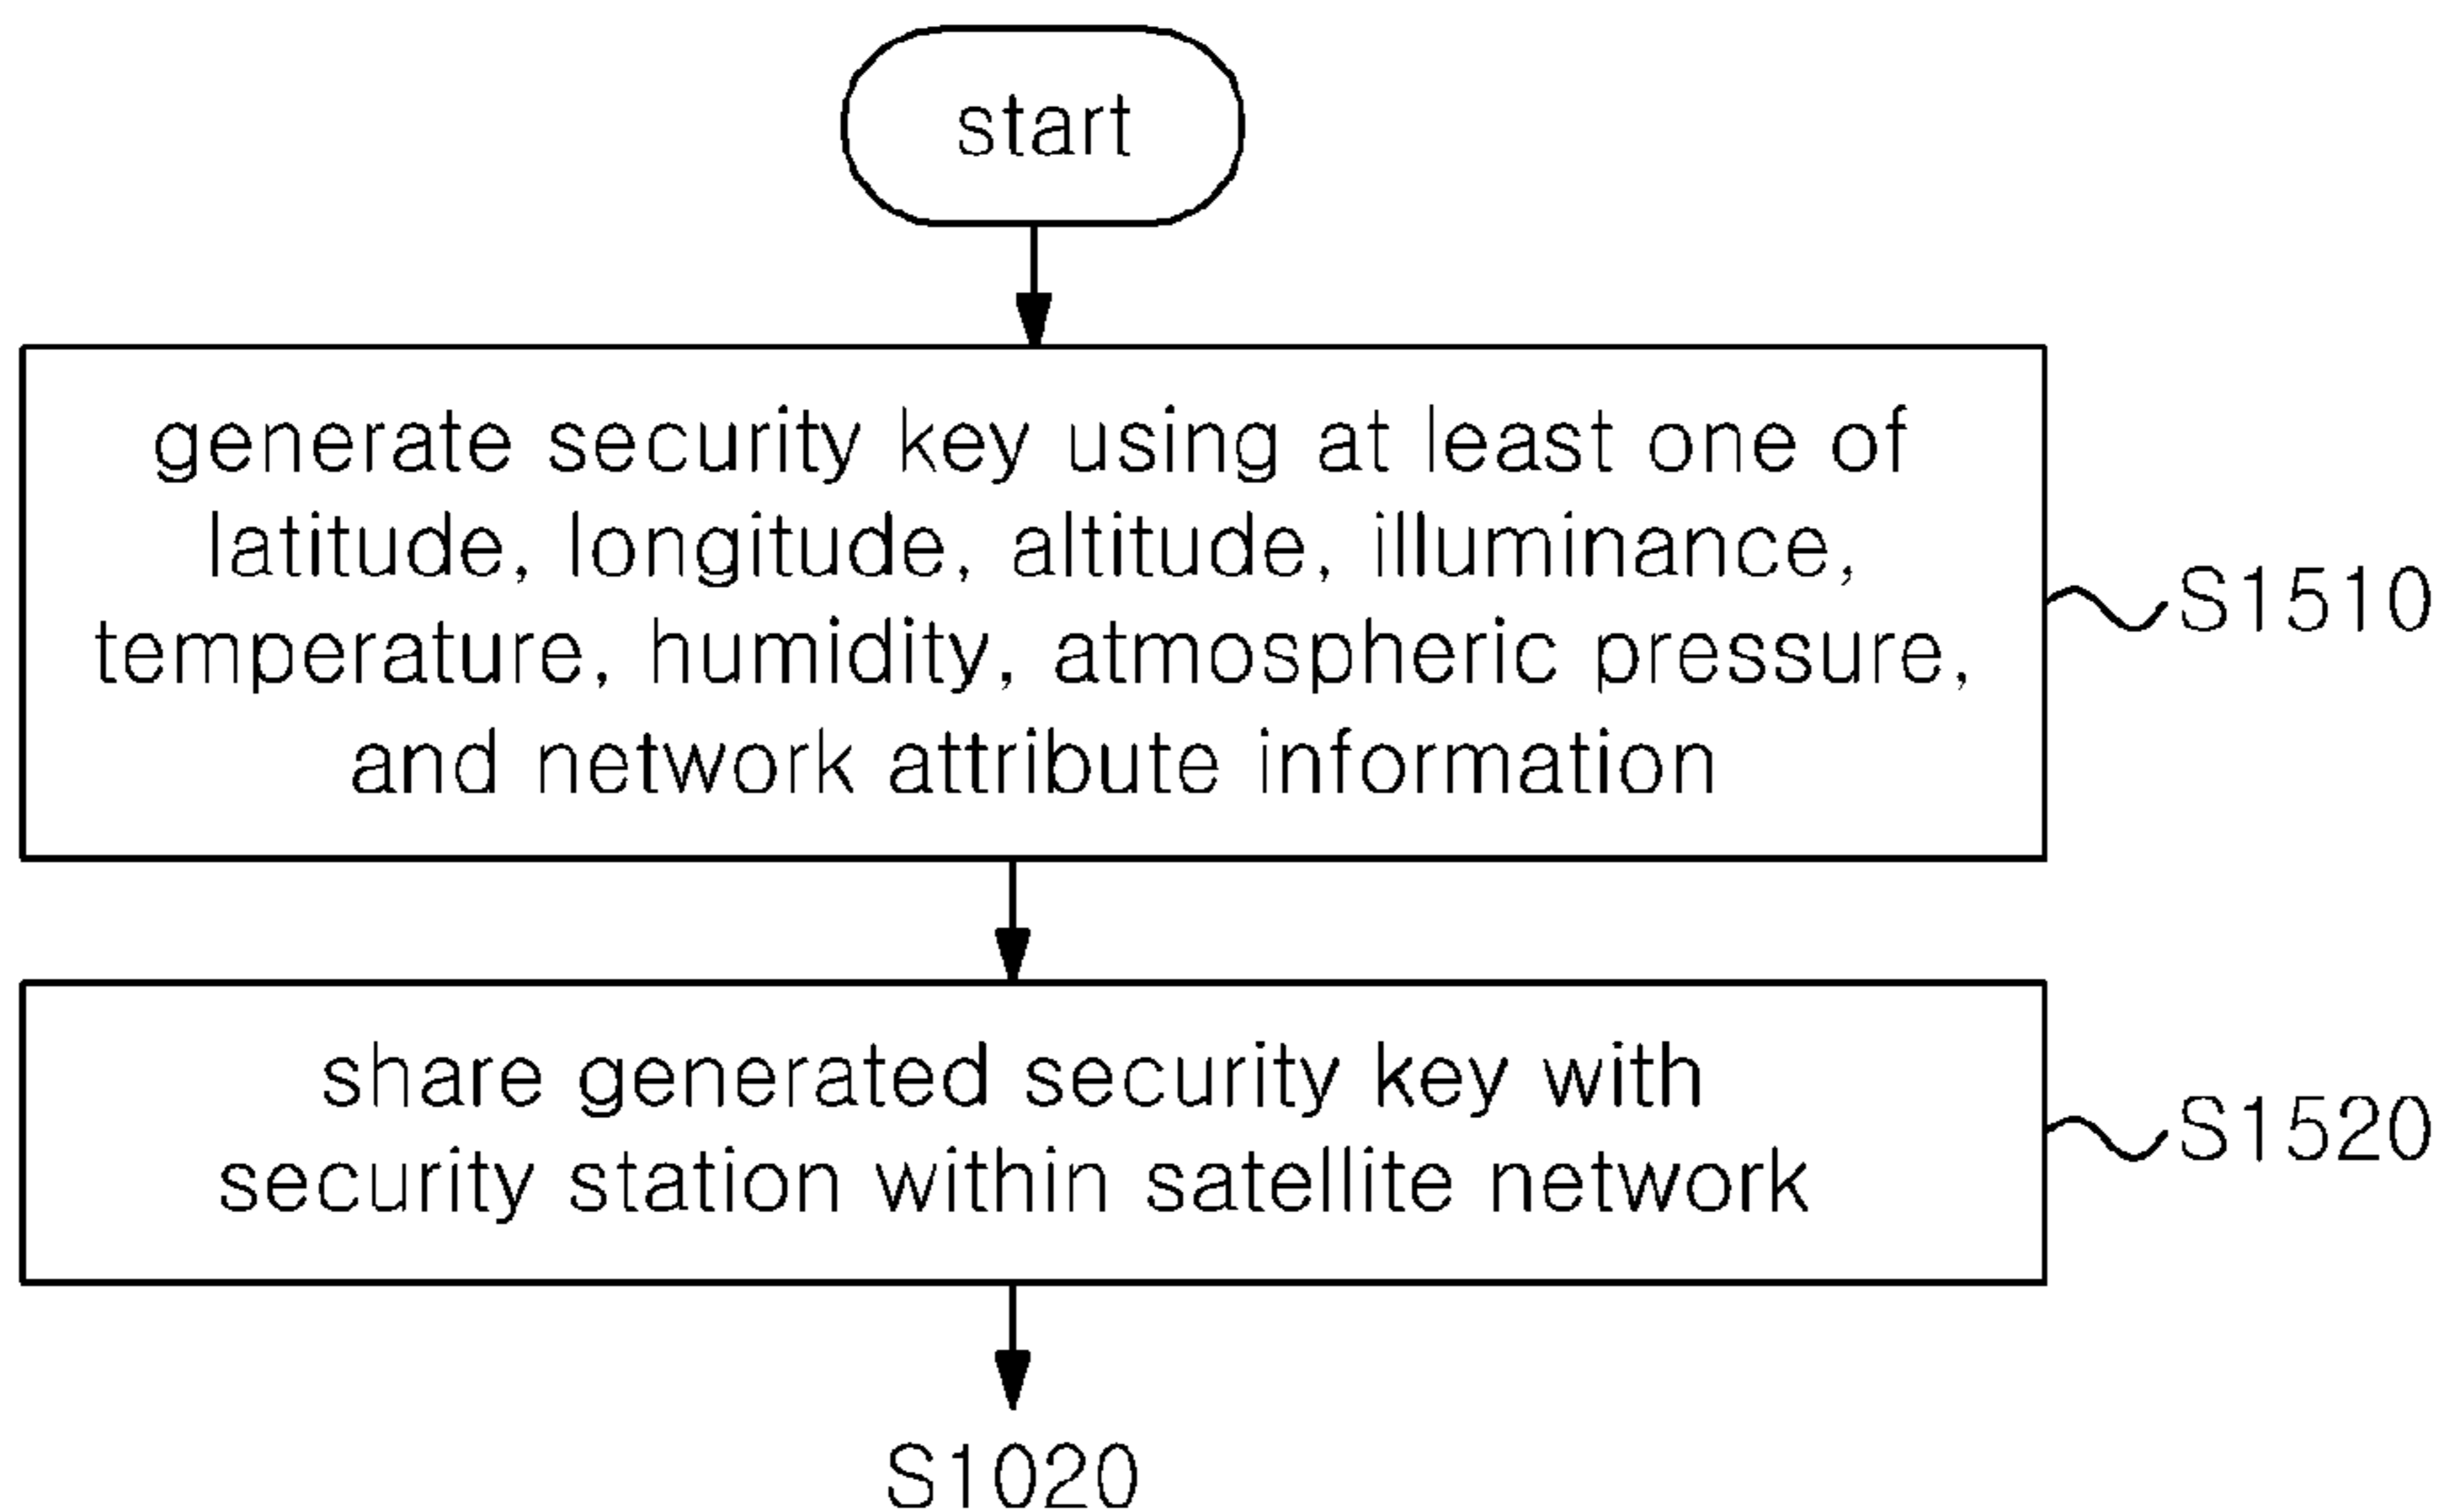 start
generate security key using at least one of
latitude, longitude, altitude, illuminance,
temperature, humidity, atmospheric pressure,
and network attribute information
S1510
share generated security key with
security station within satellite network
S1520
S1020